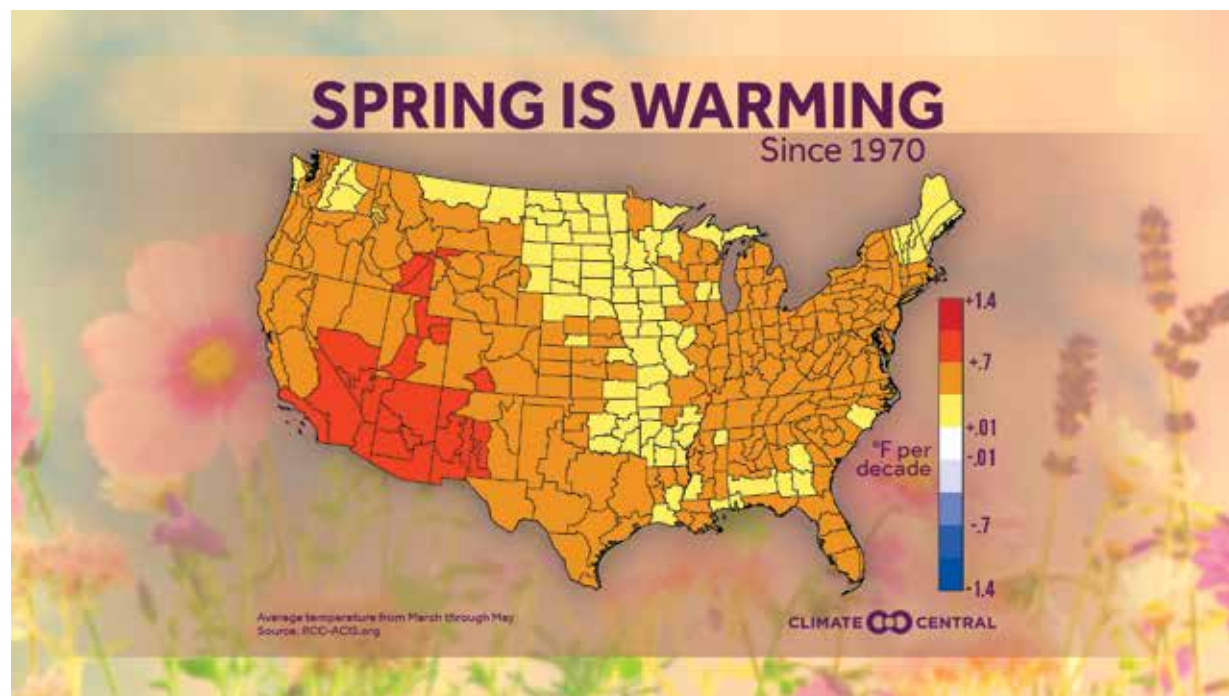 SPRING IS WARMING
Since 1970
+1.4
+.7
+.01
-.01
-.7
-1.4
°F per
decade
Average temperature from March through May
Source: RCC-ACIS.org
CLIMATE CENTRAL